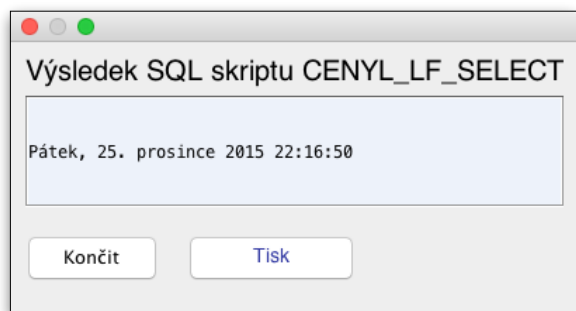 Výsledek SQL skriptu CENYL_LF_SELECT
Pátek, 25. prosince 2015 22:16:50
Končit
Tisk